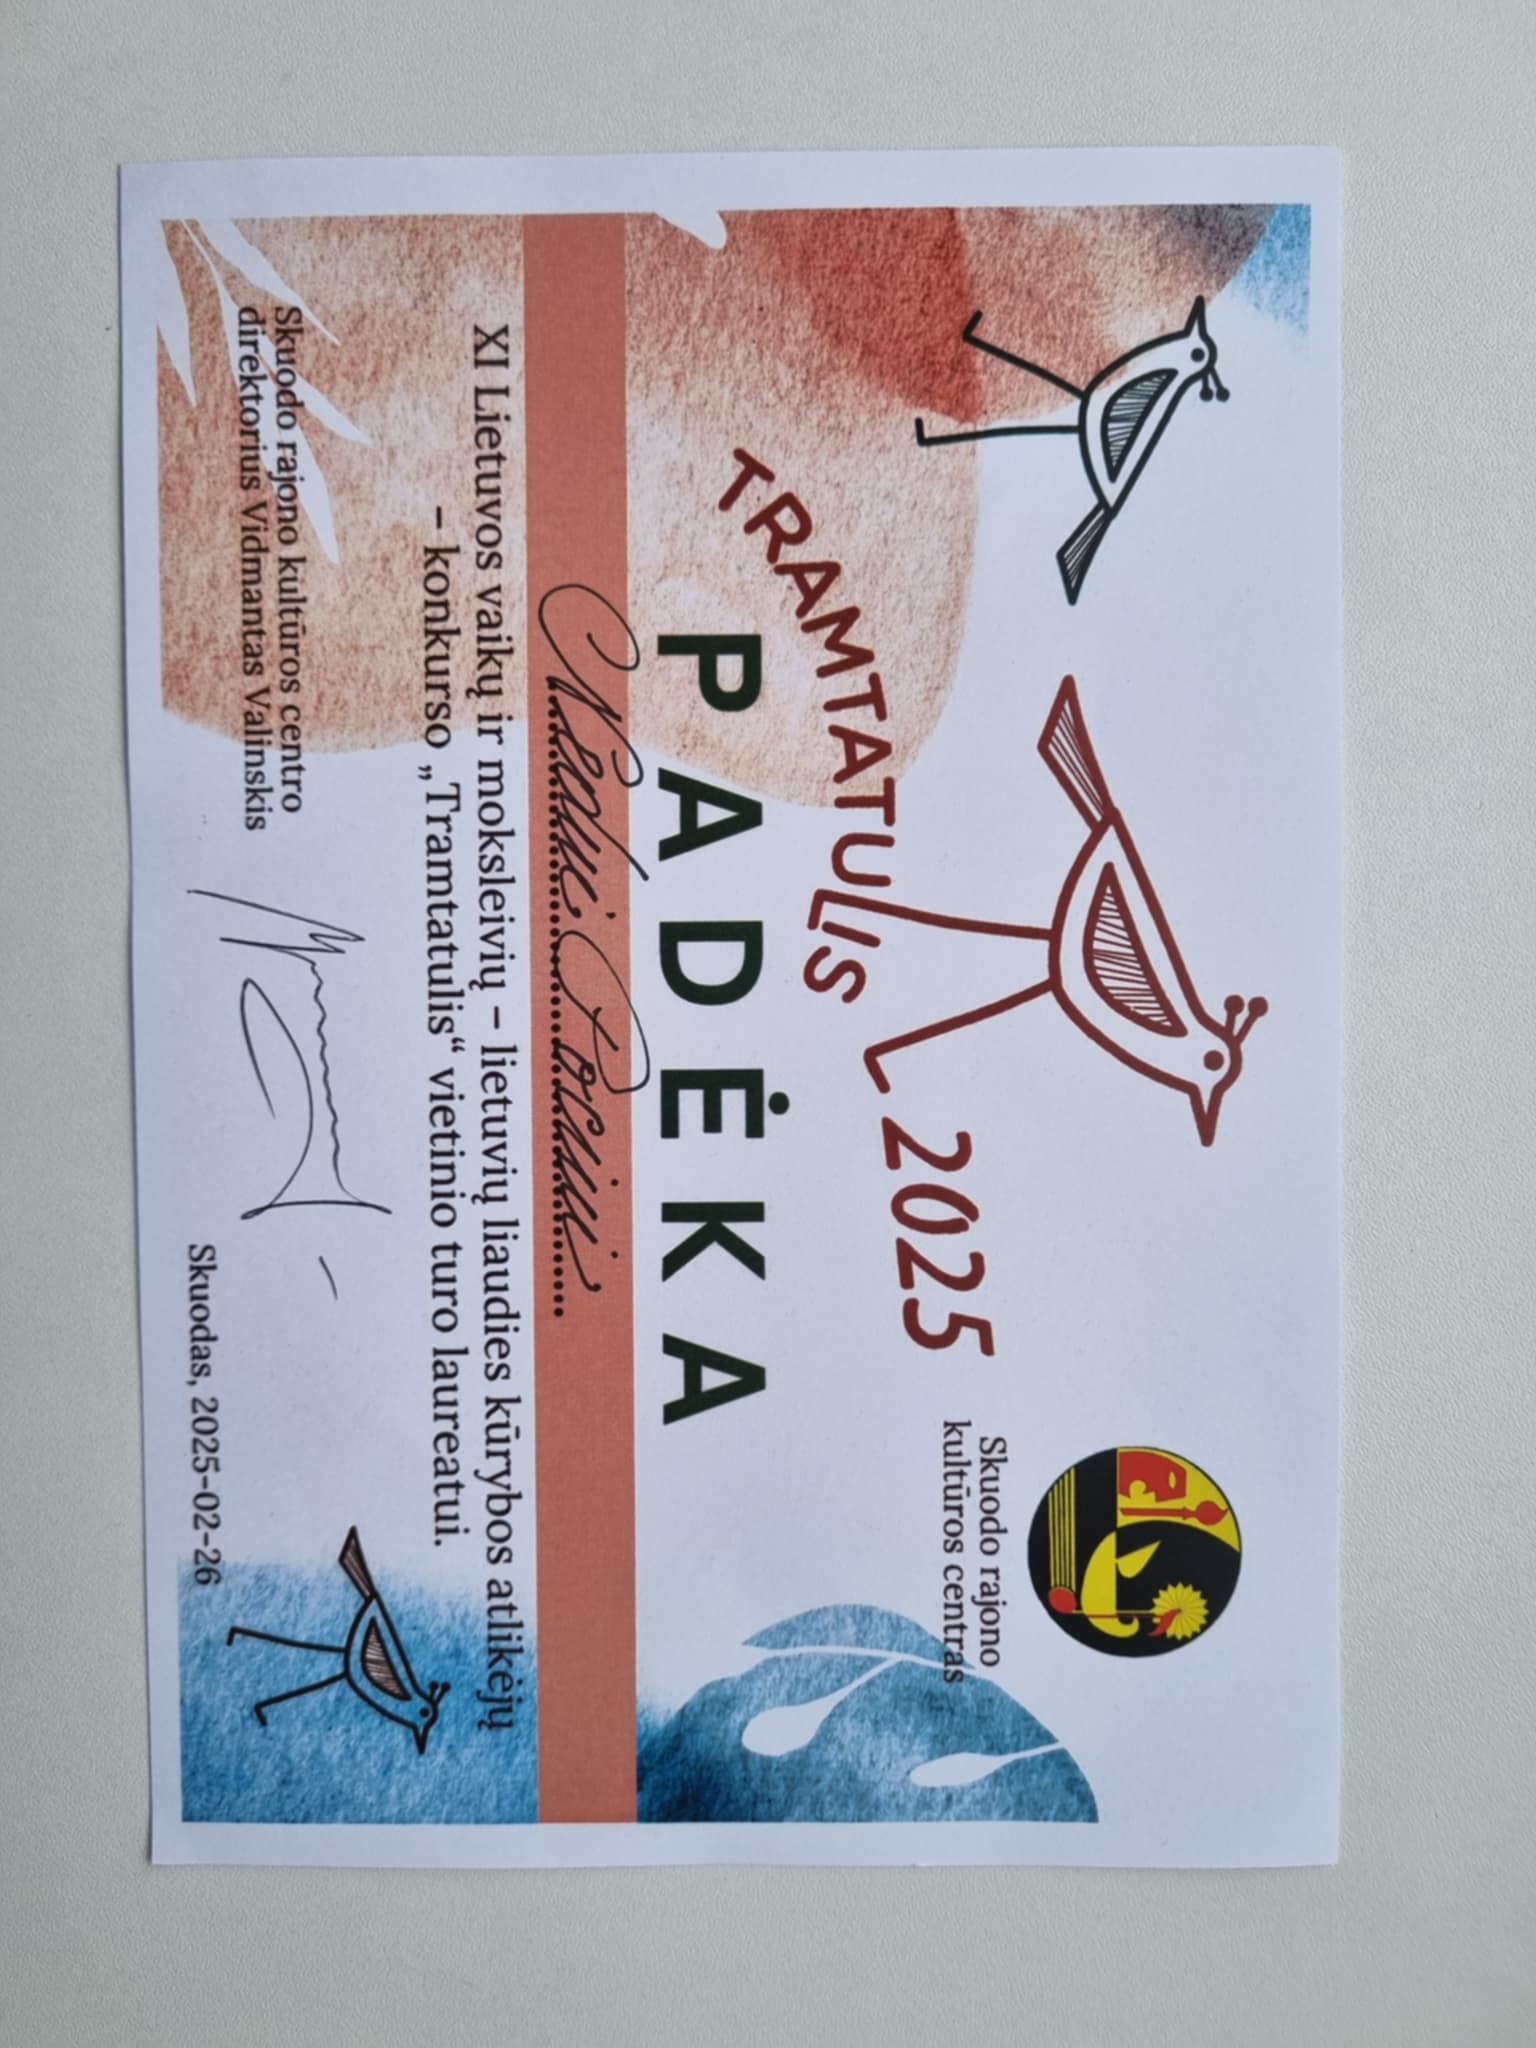 Skuodo rajono
kultūros centras
TRAMTATULIS 2025
PADĖKA
XI Lietuvos vaikų ir moksleivių – lietuvių liaudies kūrybos atlikėjų
– konkurso „Tramtatulis“ vietinio turo laureatui.
Skuodo rajono kultūros centro
direktorius Vidmantas Valinskis
Skuodas, 2025-02-26